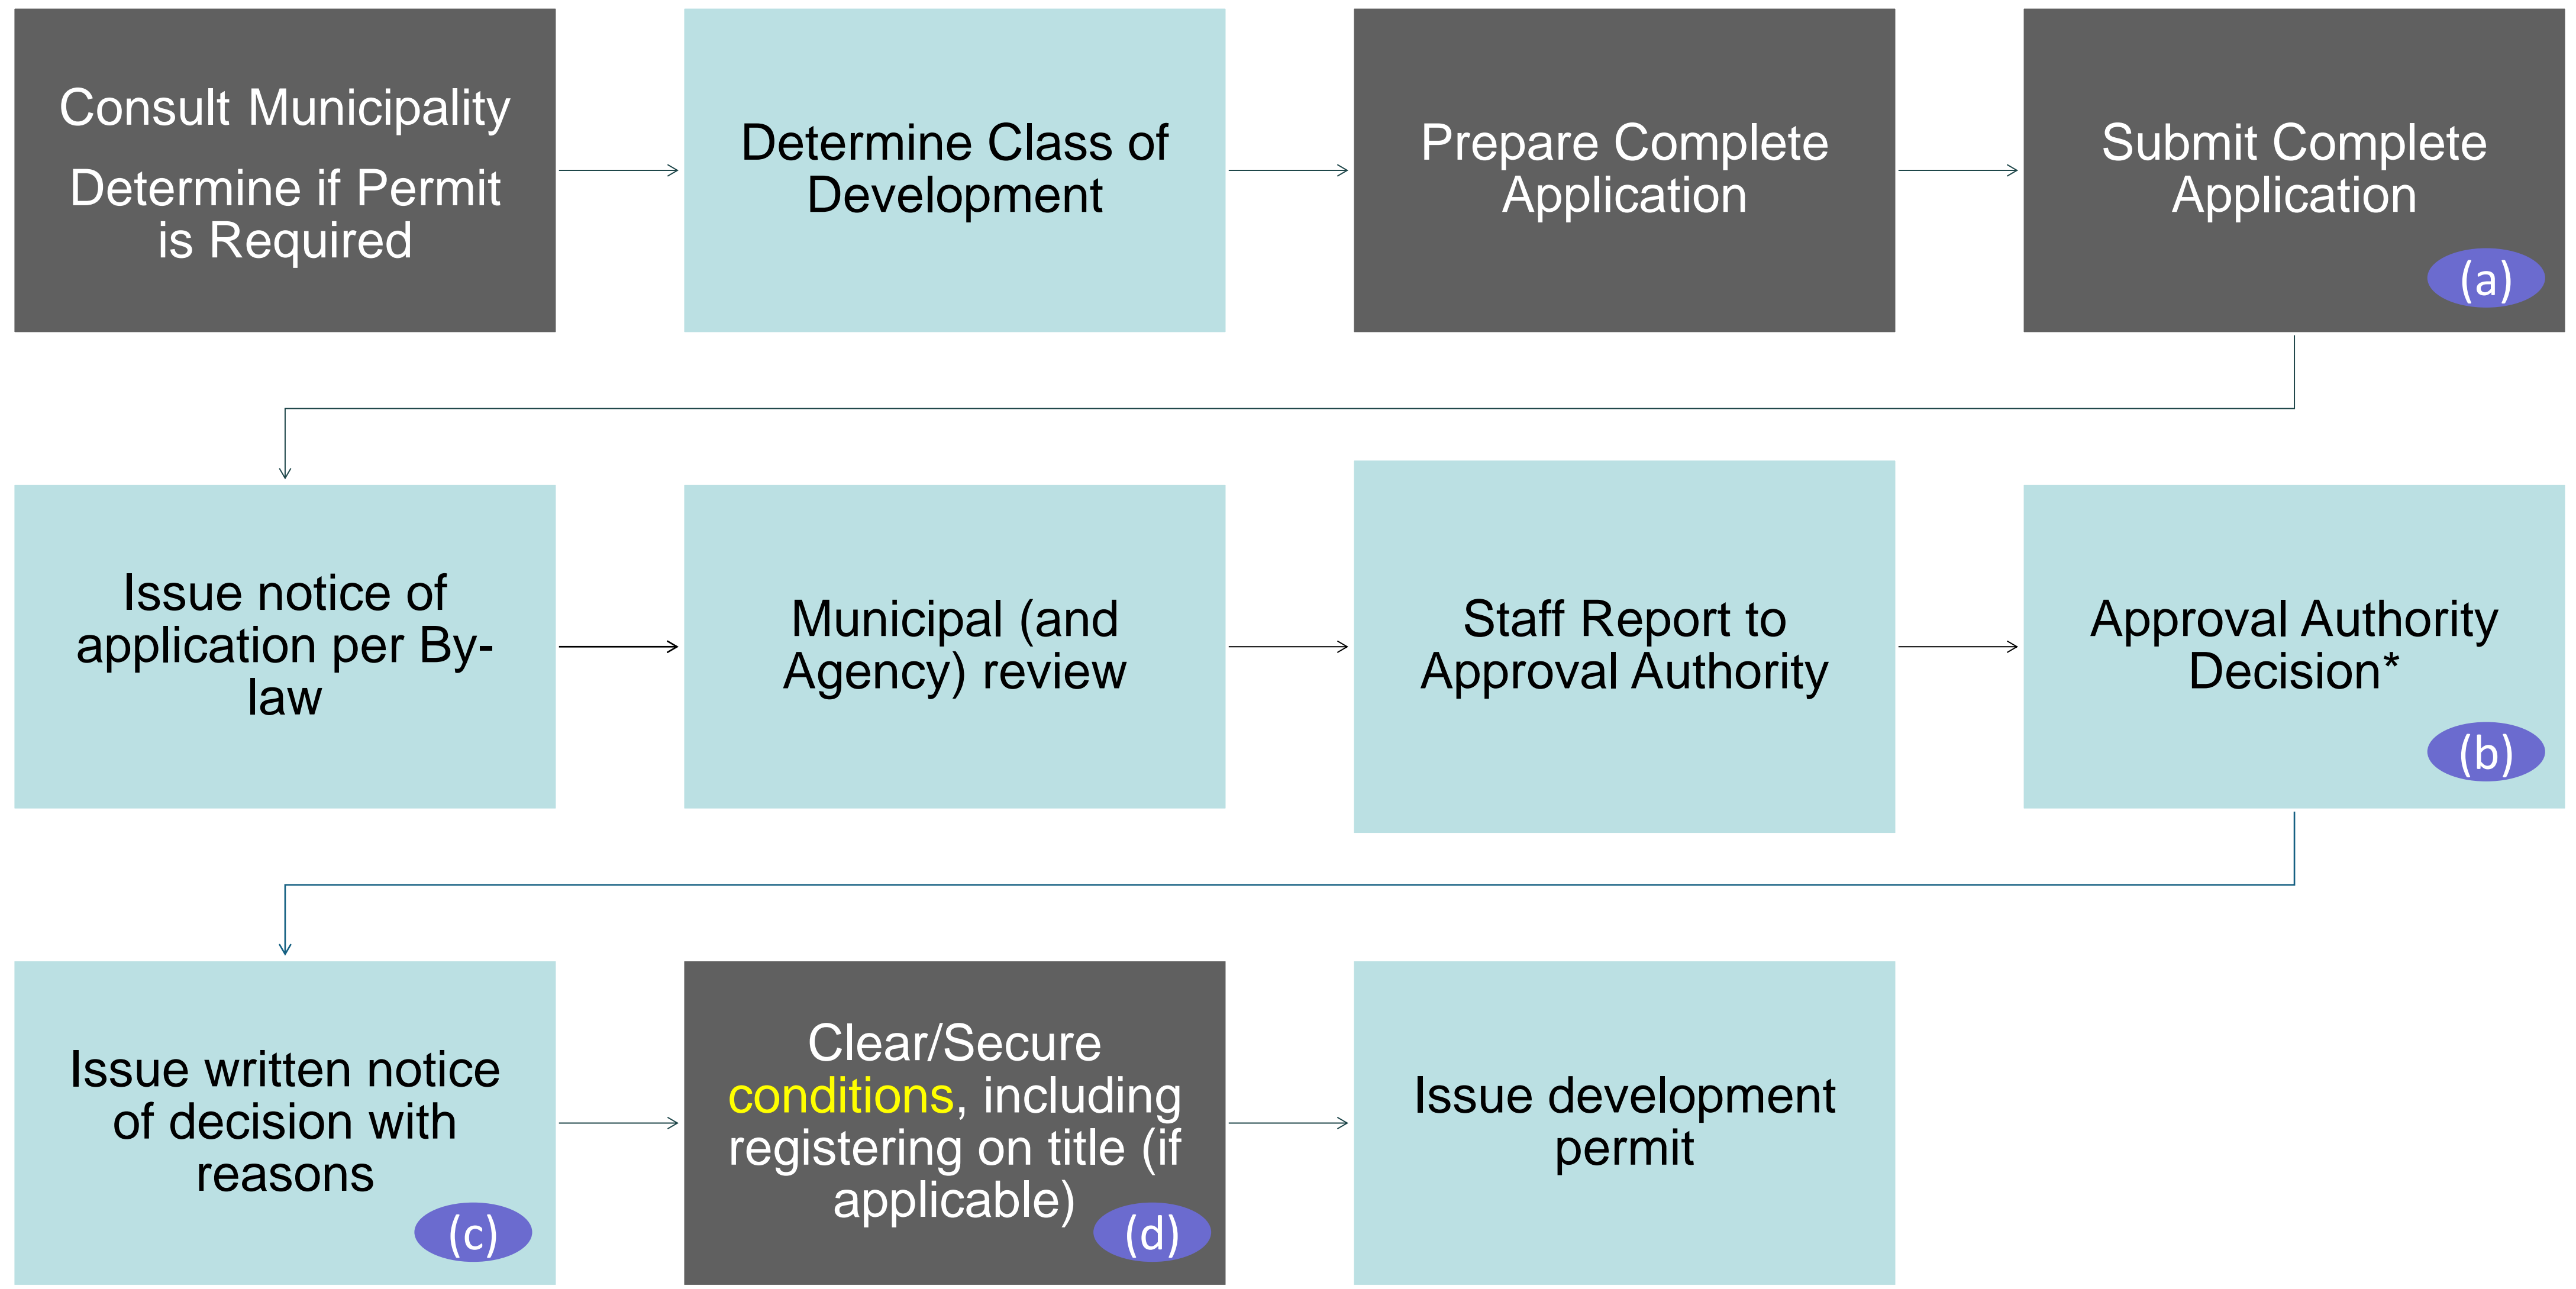 Consult Municipality
Determine if Permit
is Required
Determine Class of
Development
Prepare Complete
Application
Submit Complete
Application
(a)
Issue notice of
application per By-
law
Municipal (and
Agency) review
Staff Report to
Approval Authority
Approval Authority
Decision*
(b)
Issue written notice
of decision with
reasons
(c)
Clear/Secure
conditions, including
registering on title (if
applicable)
(d)
Issue development
permit